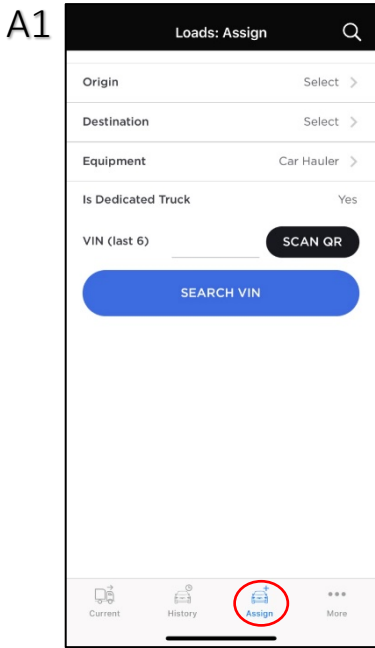 A1
Loads: Assign
Origin Select >
Destination Select >
Equipment Car Hauler >
Is Dedicated Truck Yes
VIN (last 6) SCAN QR
SEARCH VIN
Current History Assign More